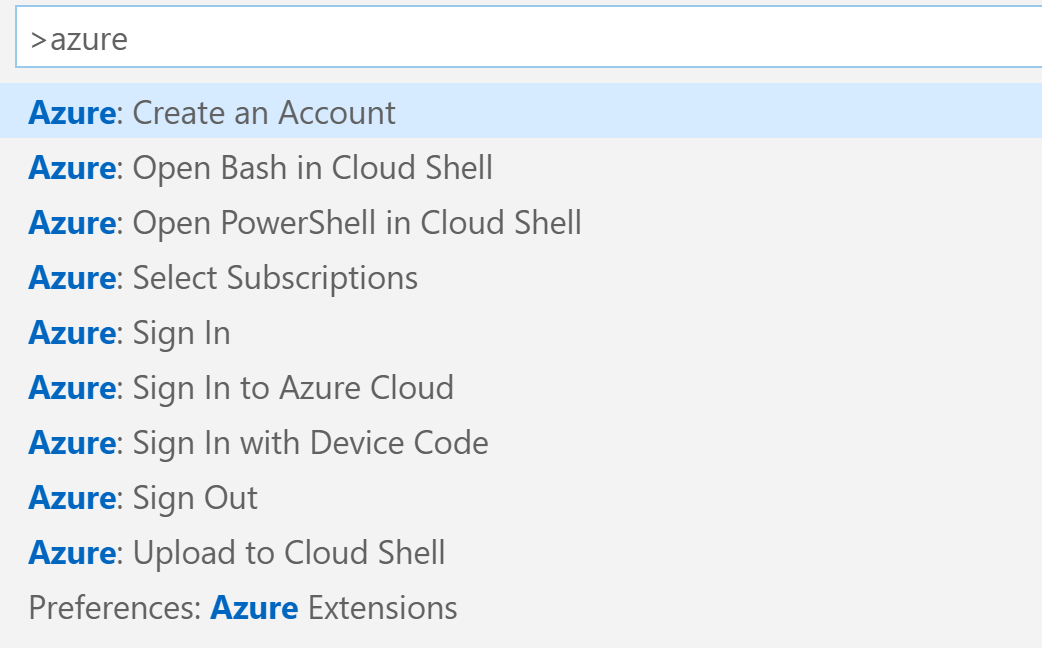 >azure
Azure: Create an Account
Azure: Open Bash in Cloud Shell
Azure: Open PowerShell in Cloud Shell
Azure: Select Subscriptions
Azure: Sign In
Azure: Sign In to Azure Cloud
Azure: Sign In with Device Code
Azure: Sign Out
Azure: Upload to Cloud Shell
Preferences: Azure Extensions